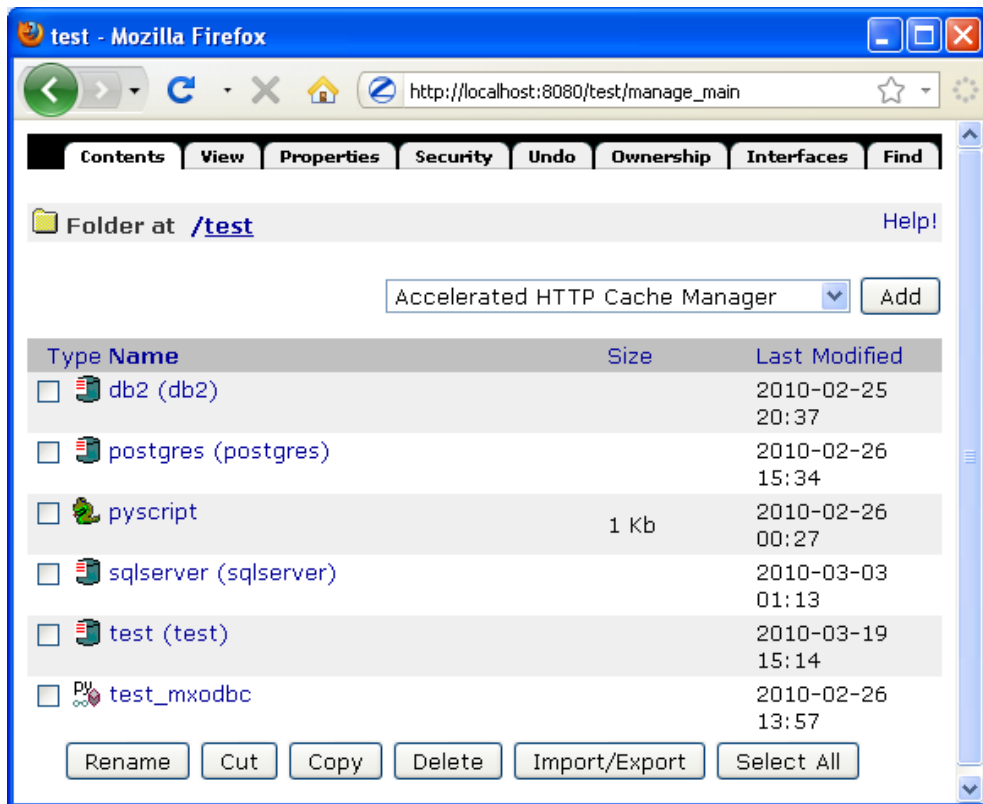 test - Mozilla Firefox
http://localhost:8080/test/manage_main
Contents View Properties Security Undo Ownership Interfaces Find
Folder at /test Help!
Accelerated HTTP Cache Manager Add
Type Name Size Last Modified
db2 (db2) 2010-02-25
20:37
postgres (postgres) 2010-02-26
15:34
pyscript 1 Kb 2010-02-26
00:27
sqlserver (sqlserver) 2010-03-03
01:13
test (test) 2010-03-19
15:14
py test_mxodbc 2010-02-26
13:57
Rename Cut Copy Delete Import/Export Select All